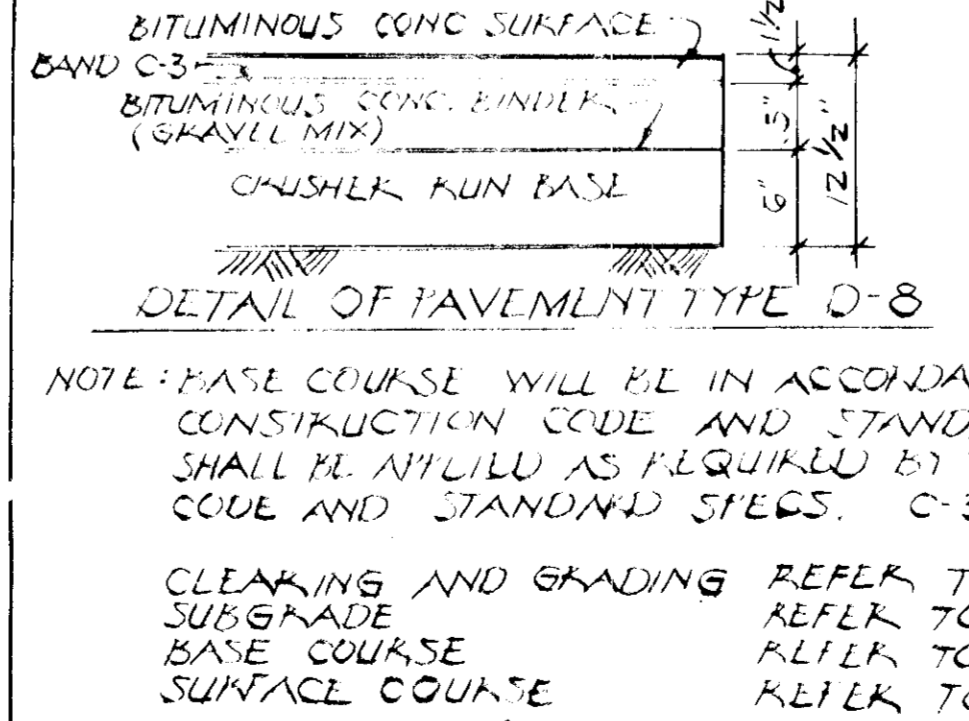 BITUMINOUS CONC SURFACE
BAND C-3
BITUMINOUS CONC. BINDER
(GRAVEL MIX)
CRUSHER RUN BASE
1½
5"
6"
12½"
DETAIL OF PAVEMENT TYPE D-8
NOTE: BASE COURSE WILL BE IN ACCORDA
CONSTRUCTION CODE AND STAND
SHALL BE APPLIED AS REQUIRED BY
CODE AND STANDARD SPECS. C-3
CLEARING AND GRADING REFER T
SUBGRADE REFER TO
BASE COURSE REFER TO
SURFACE COURSE REFER TO